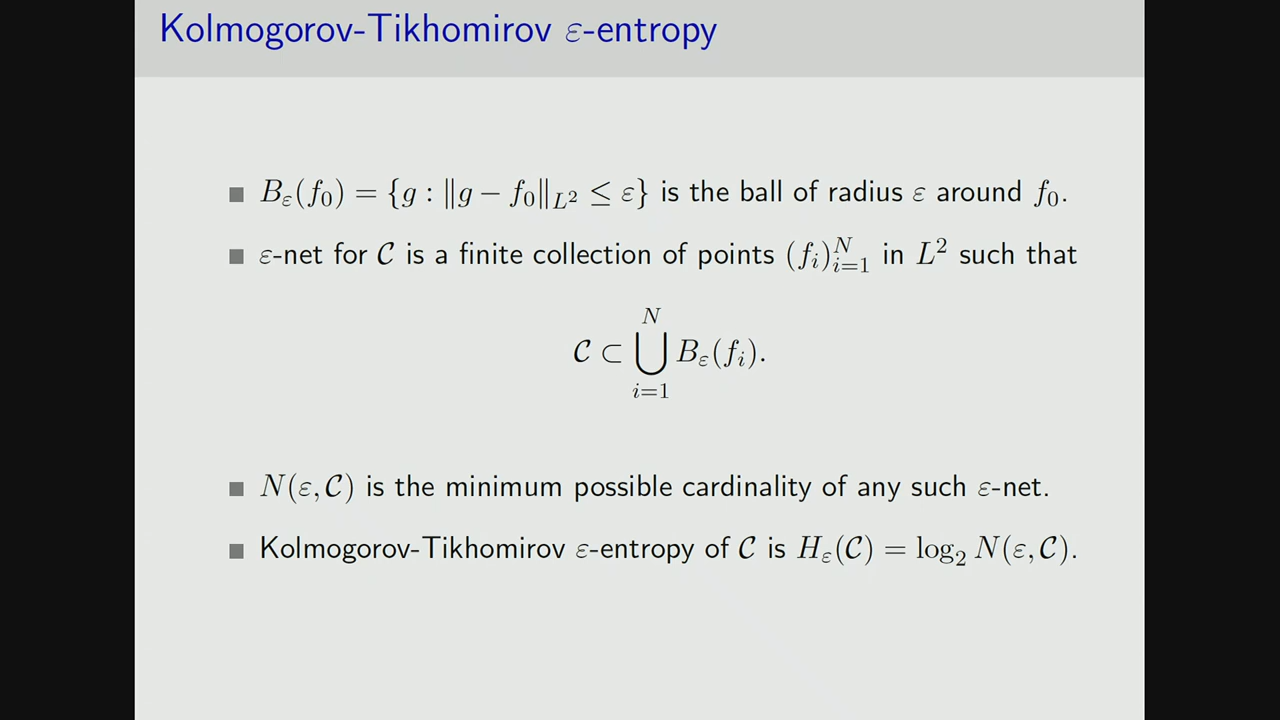 Kolmogorov-Tikhomirov ε-entropy
B_ε(f_0) = {g : ‖g − f_0‖_{L^2} ≤ ε} is the ball of radius ε around f_0.
ε-net for 𝒞 is a finite collection of points (f_i)_{i=1}^N in L^2 such that
𝒞 ⊂ ⋃_{i=1}^N B_ε(f_i).
N(ε, 𝒞) is the minimum possible cardinality of any such ε-net.
Kolmogorov-Tikhomirov ε-entropy of 𝒞 is H_ε(𝒞) = log_2 N(ε, 𝒞).